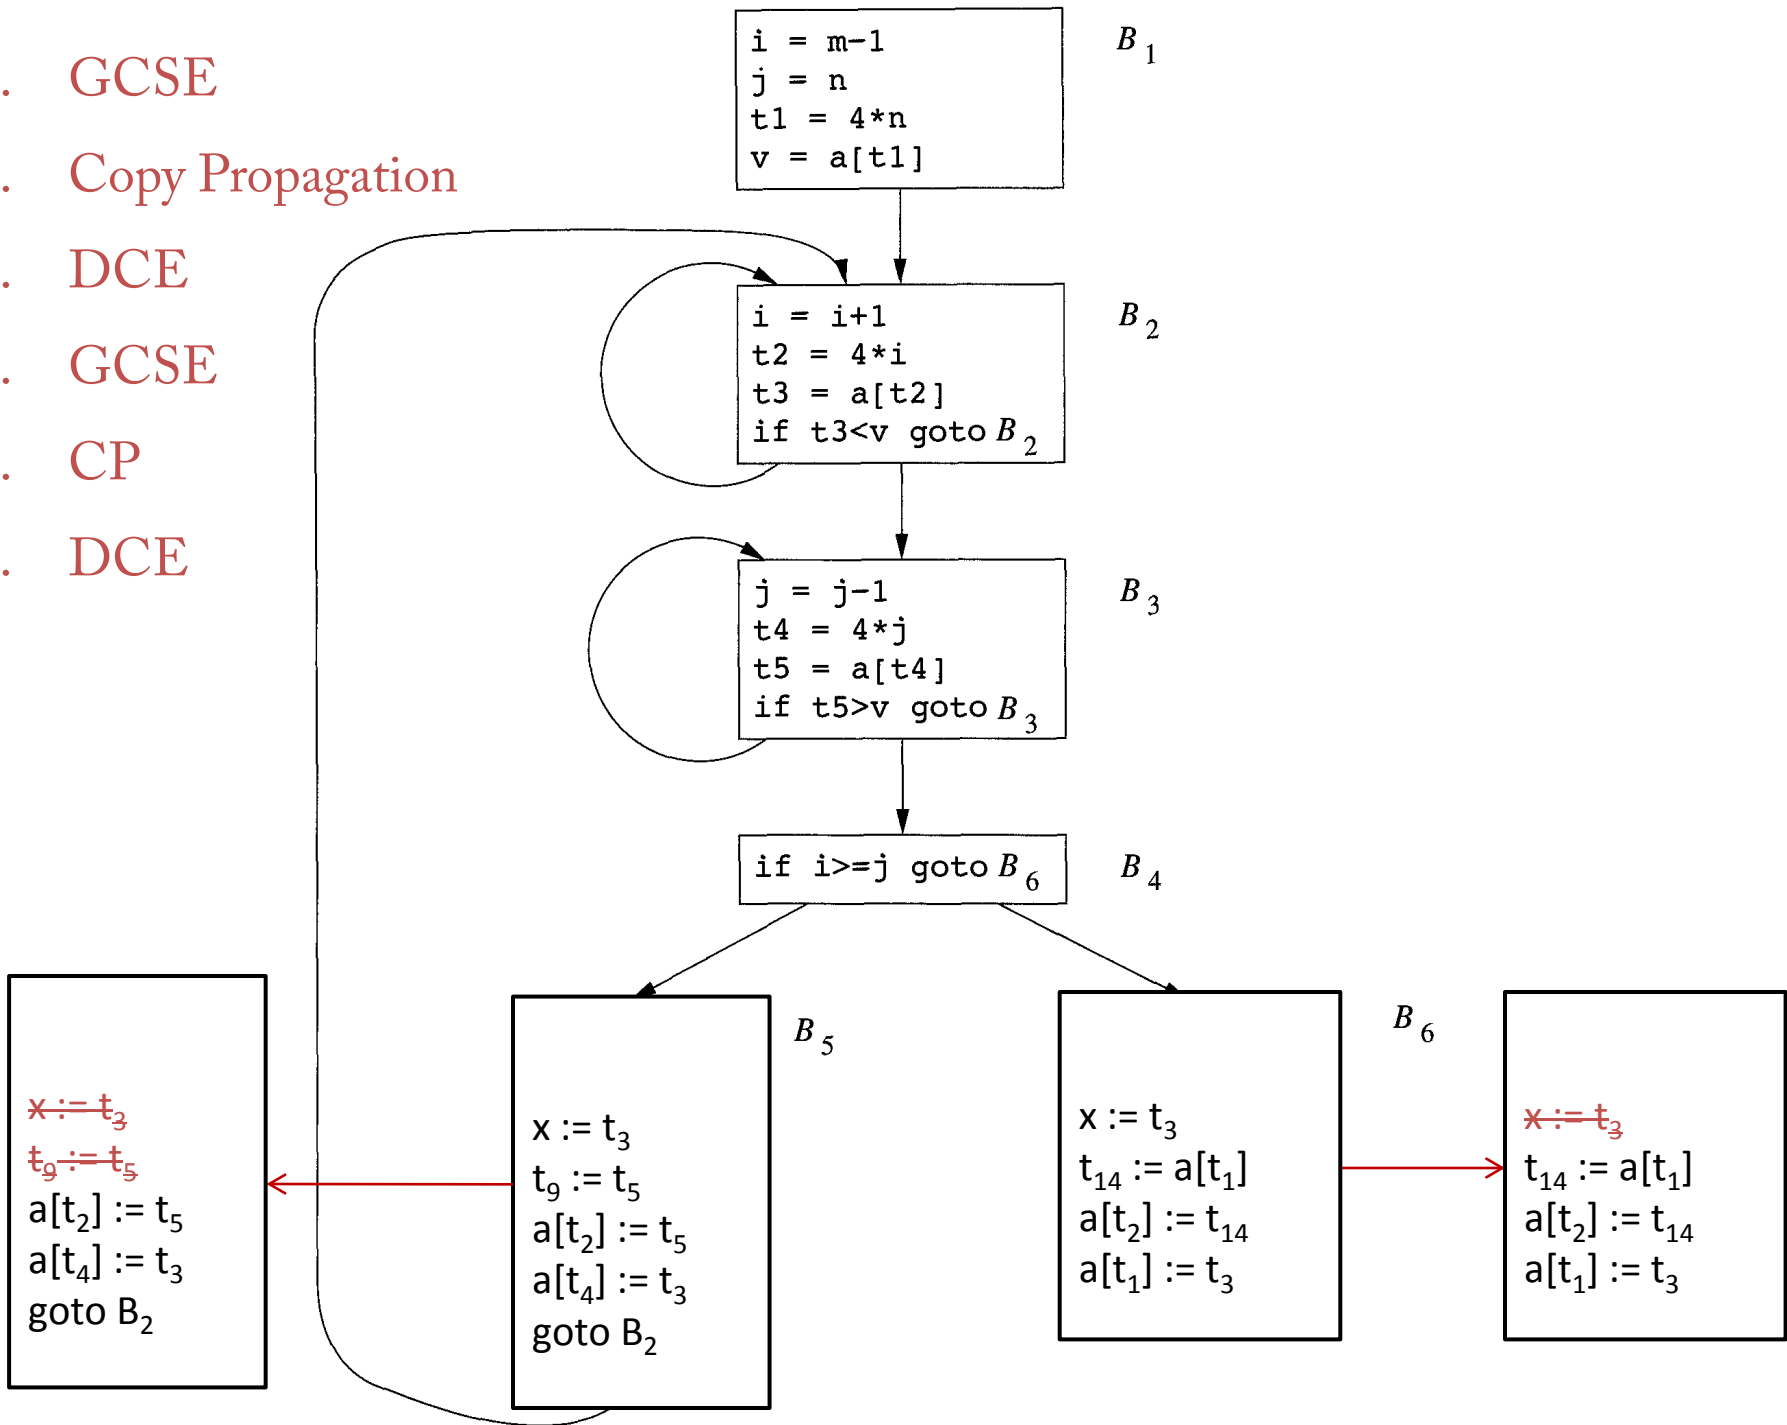 . GCSE
. Copy Propagation
. DCE
. GCSE
. CP
. DCE
i = m-1
j = n
t1 = 4*n
v = a[t1]
B1
i = i+1
t2 = 4*i
t3 = a[t2]
if t3<v goto B2
B2
j = j-1
t4 = 4*j
t5 = a[t4]
if t5>v goto B3
B3
if i>=j goto B6
B4
x := t3
t9 := t5
a[t2] := t5
a[t4] := t3
goto B2
x := t3
t9 := t5
a[t2] := t5
a[t4] := t3
goto B2
B5
x := t3
t14 := a[t1]
a[t2] := t14
a[t1] := t3
B6
x := t3
t14 := a[t1]
a[t2] := t14
a[t1] := t3